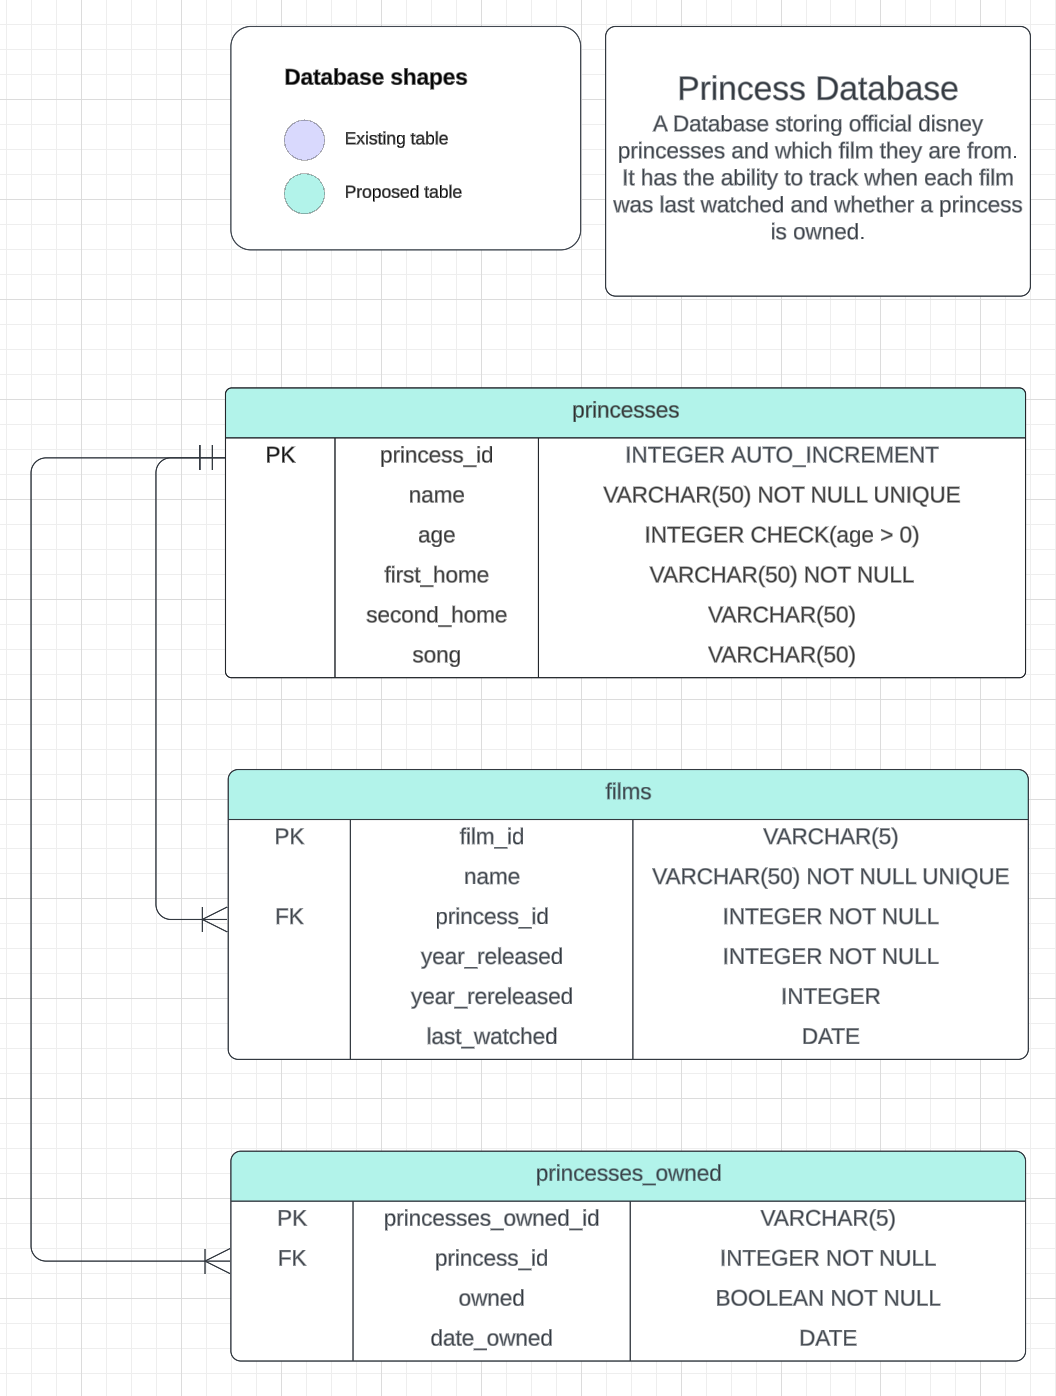 Database shapes
Existing table
Proposed table
Princess Database
A Database storing official disney
princesses and which film they are from.
It has the ability to track when each film
was last watched and whether a princess
is owned.
princesses
PK princess_id INTEGER AUTO_INCREMENT
name VARCHAR(50) NOT NULL UNIQUE
age INTEGER CHECK(age > 0)
first_home VARCHAR(50) NOT NULL
second_home VARCHAR(50)
song VARCHAR(50)
films
PK film_id VARCHAR(5)
name VARCHAR(50) NOT NULL UNIQUE
FK princess_id INTEGER NOT NULL
year_released INTEGER NOT NULL
year_rereleased INTEGER
last_watched DATE
princesses_owned
PK princesses_owned_id VARCHAR(5)
FK princess_id INTEGER NOT NULL
owned BOOLEAN NOT NULL
date_owned DATE